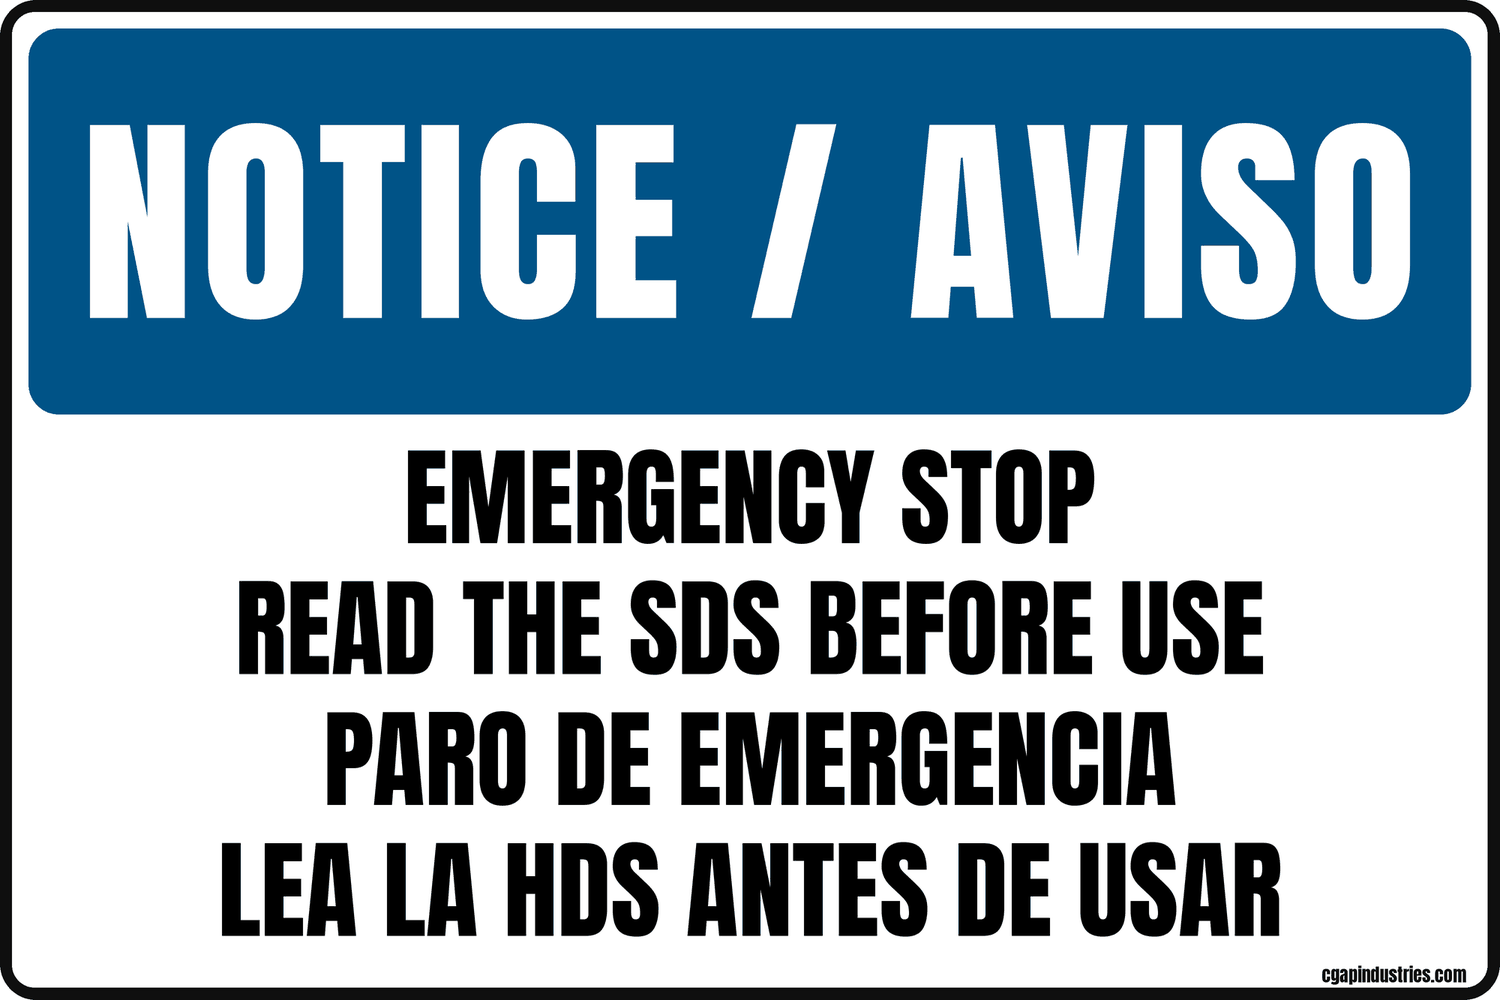 NOTICE / AVISO
EMERGENCY STOP
READ THE SDS BEFORE USE
PARO DE EMERGENCIA
LEA LA HDS ANTES DE USAR
cgapindustries.com